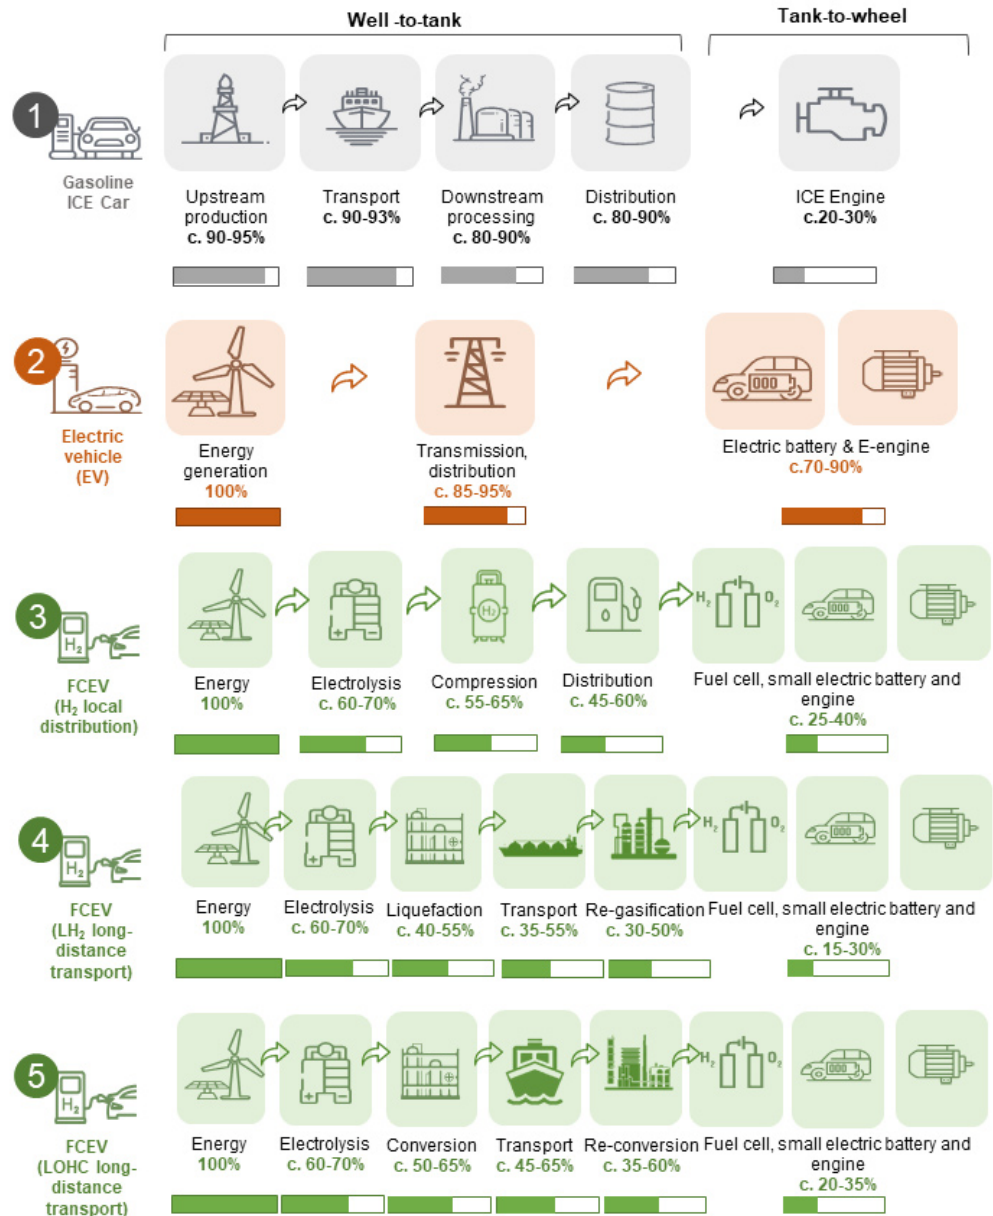 Well -to-tank
Tank-to-wheel
1
Gasoline
ICE Car
Upstream
production
c. 90-95%
Transport
c. 90-93%
Downstream
processing
c. 80-90%
Distribution
c. 80-90%
ICE Engine
c.20-30%
2
Electric
vehicle
(EV)
Energy
generation
100%
Transmission,
distribution
c. 85-95%
Electric battery & E-engine
c.70-90%
3
H2
FCEV
(H2 local
distribution)
Energy
100%
Electrolysis
c. 60-70%
H2
Compression
c. 55-65%
Distribution
c. 45-60%
H2 O2
Fuel cell, small electric battery and
engine
c. 25-40%
4
H2
FCEV
(LH2 long-
distance
transport)
Energy
100%
Electrolysis
c. 60-70%
Liquefaction
c. 40-55%
Transport
c. 35-55%
Re-gasification
c. 30-50%
H2 O2
Fuel cell, small electric battery and
engine
c. 15-30%
5
H2
FCEV
(LOHC long-
distance
transport)
Energy
100%
Electrolysis
c. 60-70%
Conversion
c. 50-65%
Transport
c. 45-65%
Re-conversion
c. 35-60%
H2 O2
Fuel cell, small electric battery and
engine
c. 20-35%